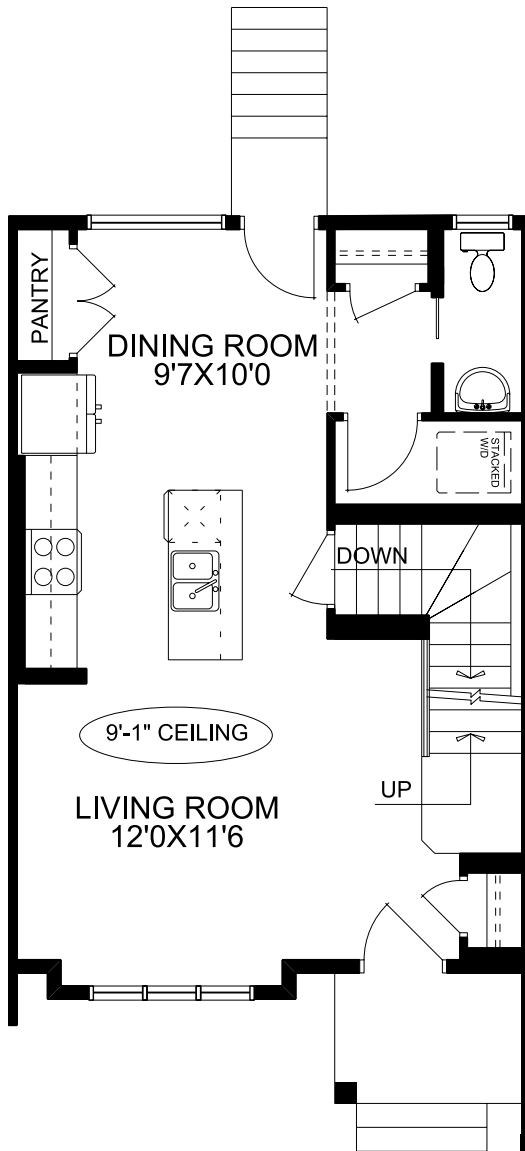 PANTRY
DINING ROOM
9'7X10'0
STACKED
W/D
DOWN
9'-1" CEILING
UP
LIVING ROOM
12'0X11'6